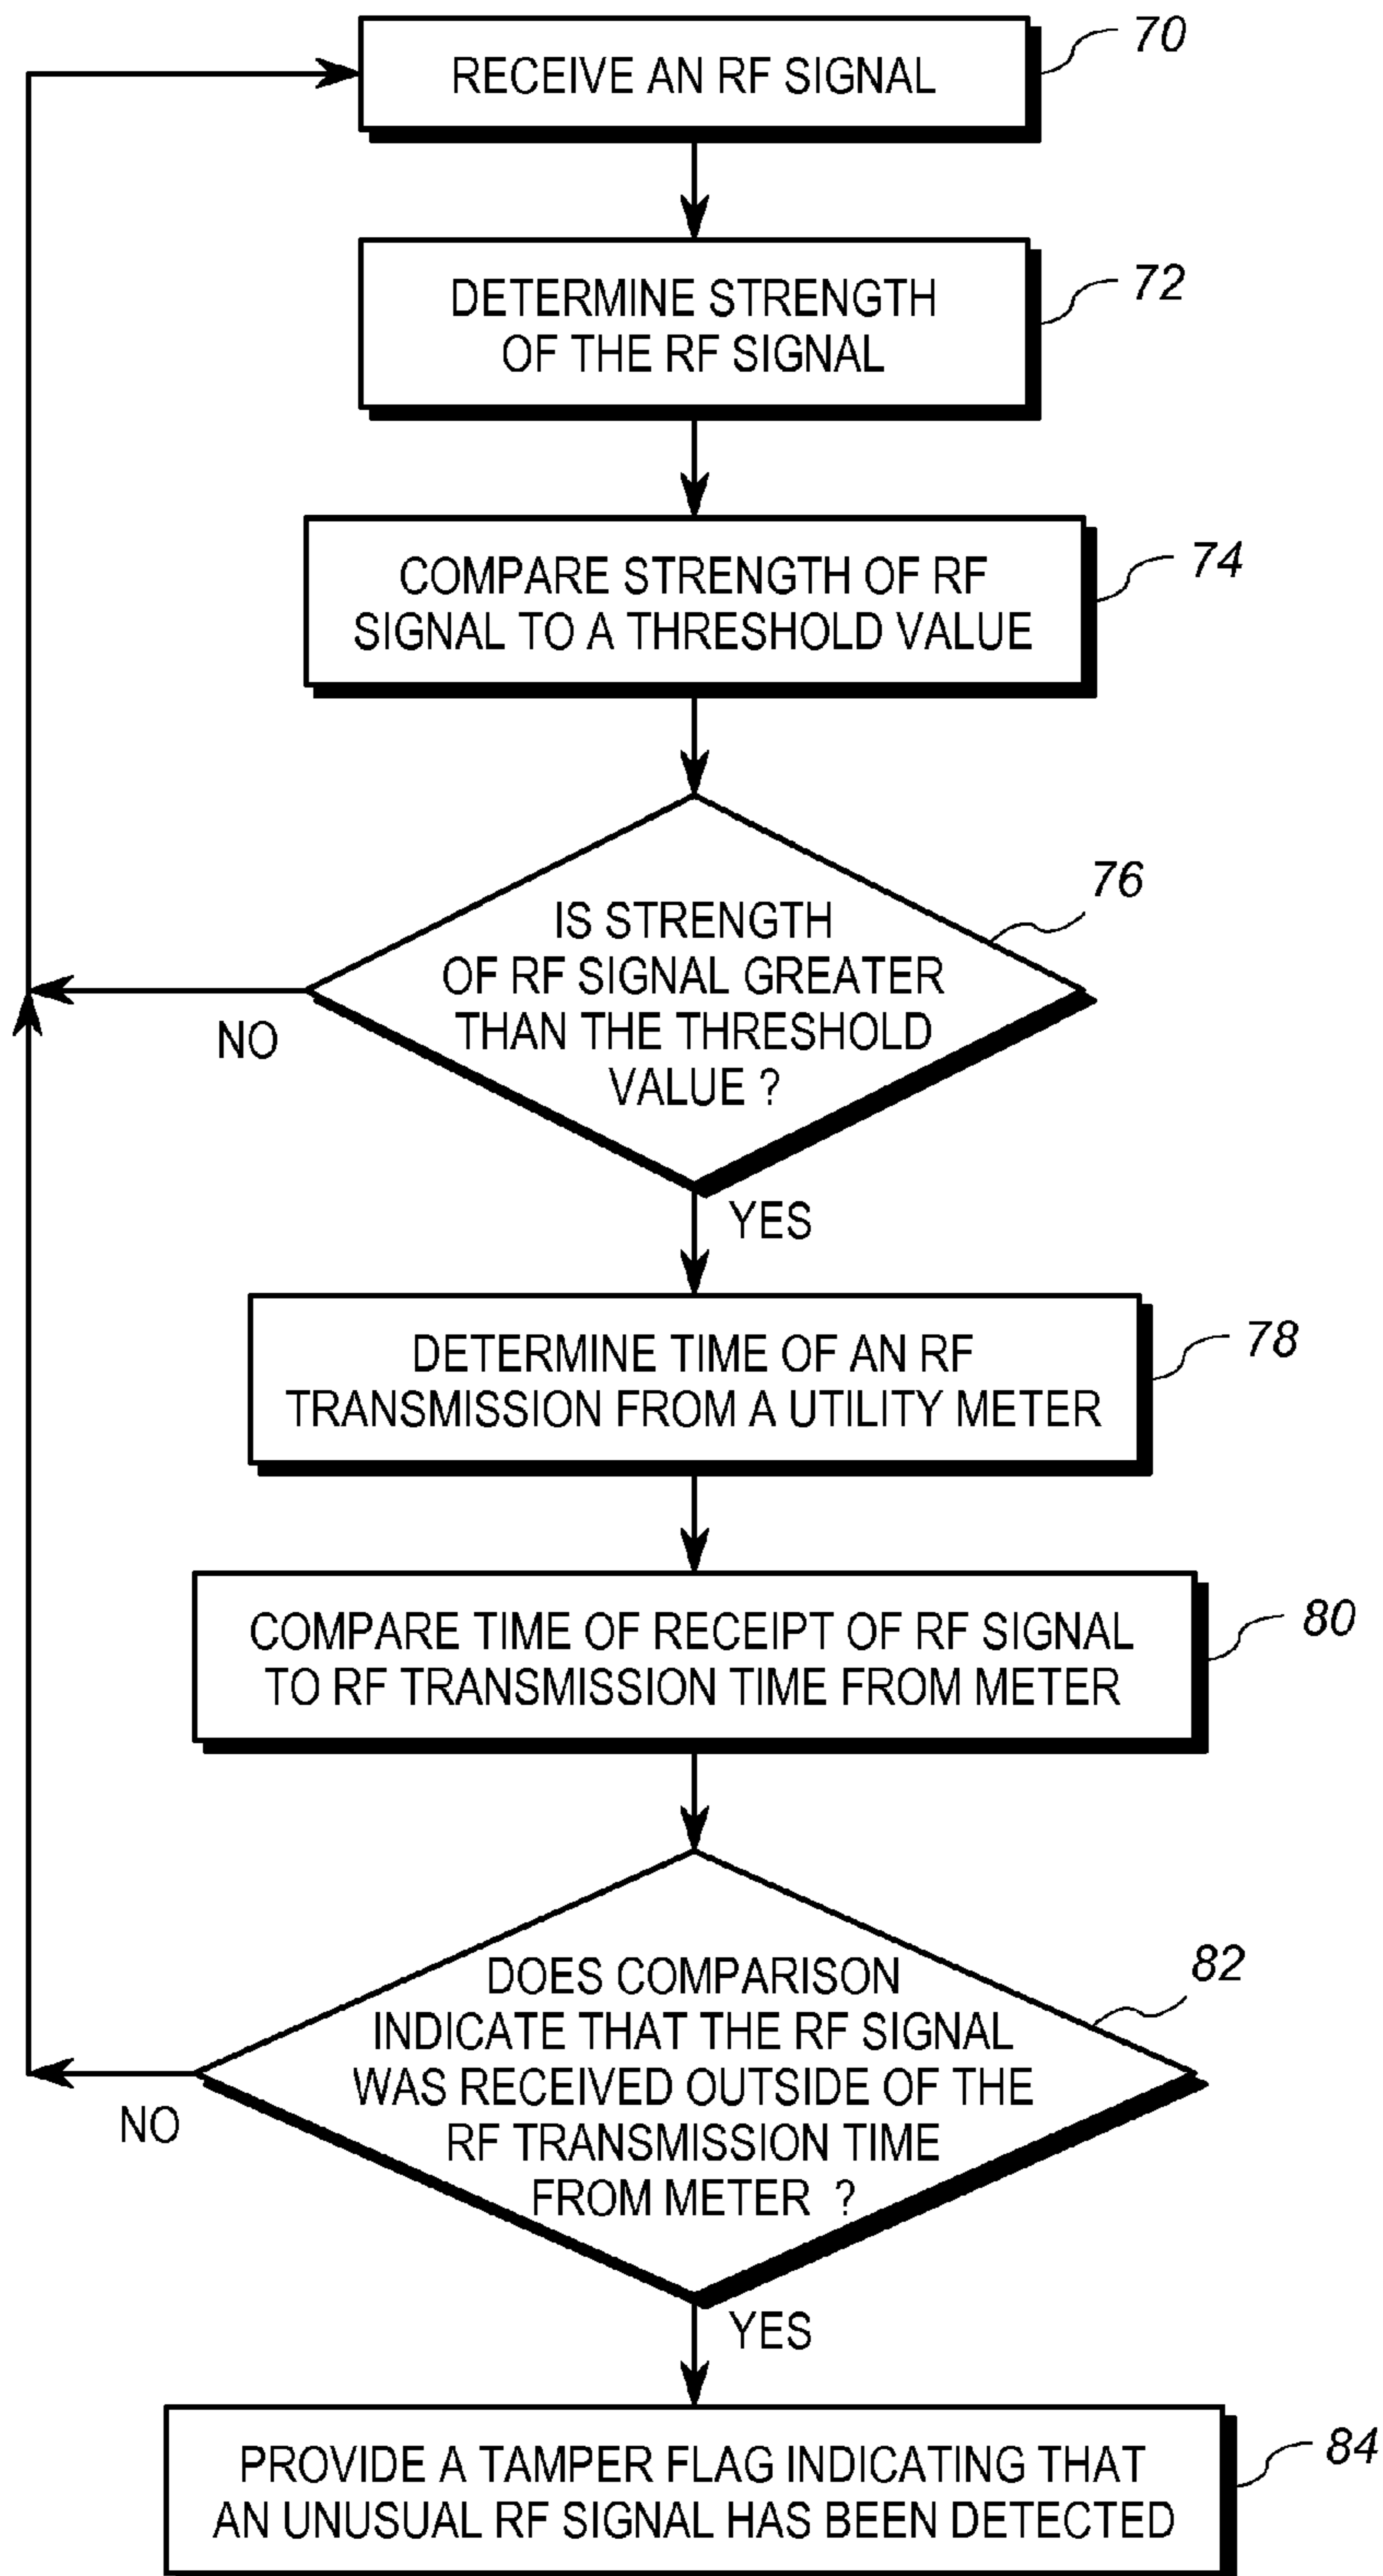 RECEIVE AN RF SIGNAL
70
DETERMINE STRENGTH
OF THE RF SIGNAL
72
COMPARE STRENGTH OF RF
SIGNAL TO A THRESHOLD VALUE
74
IS STRENGTH
OF RF SIGNAL GREATER
THAN THE THRESHOLD
VALUE ?
76
NO
YES
DETERMINE TIME OF AN RF
TRANSMISSION FROM A UTILITY METER
78
COMPARE TIME OF RECEIPT OF RF SIGNAL
TO RF TRANSMISSION TIME FROM METER
80
DOES COMPARISON
INDICATE THAT THE RF SIGNAL
WAS RECEIVED OUTSIDE OF THE
RF TRANSMISSION TIME
FROM METER ?
82
NO
YES
PROVIDE A TAMPER FLAG INDICATING THAT
AN UNUSUAL RF SIGNAL HAS BEEN DETECTED
84